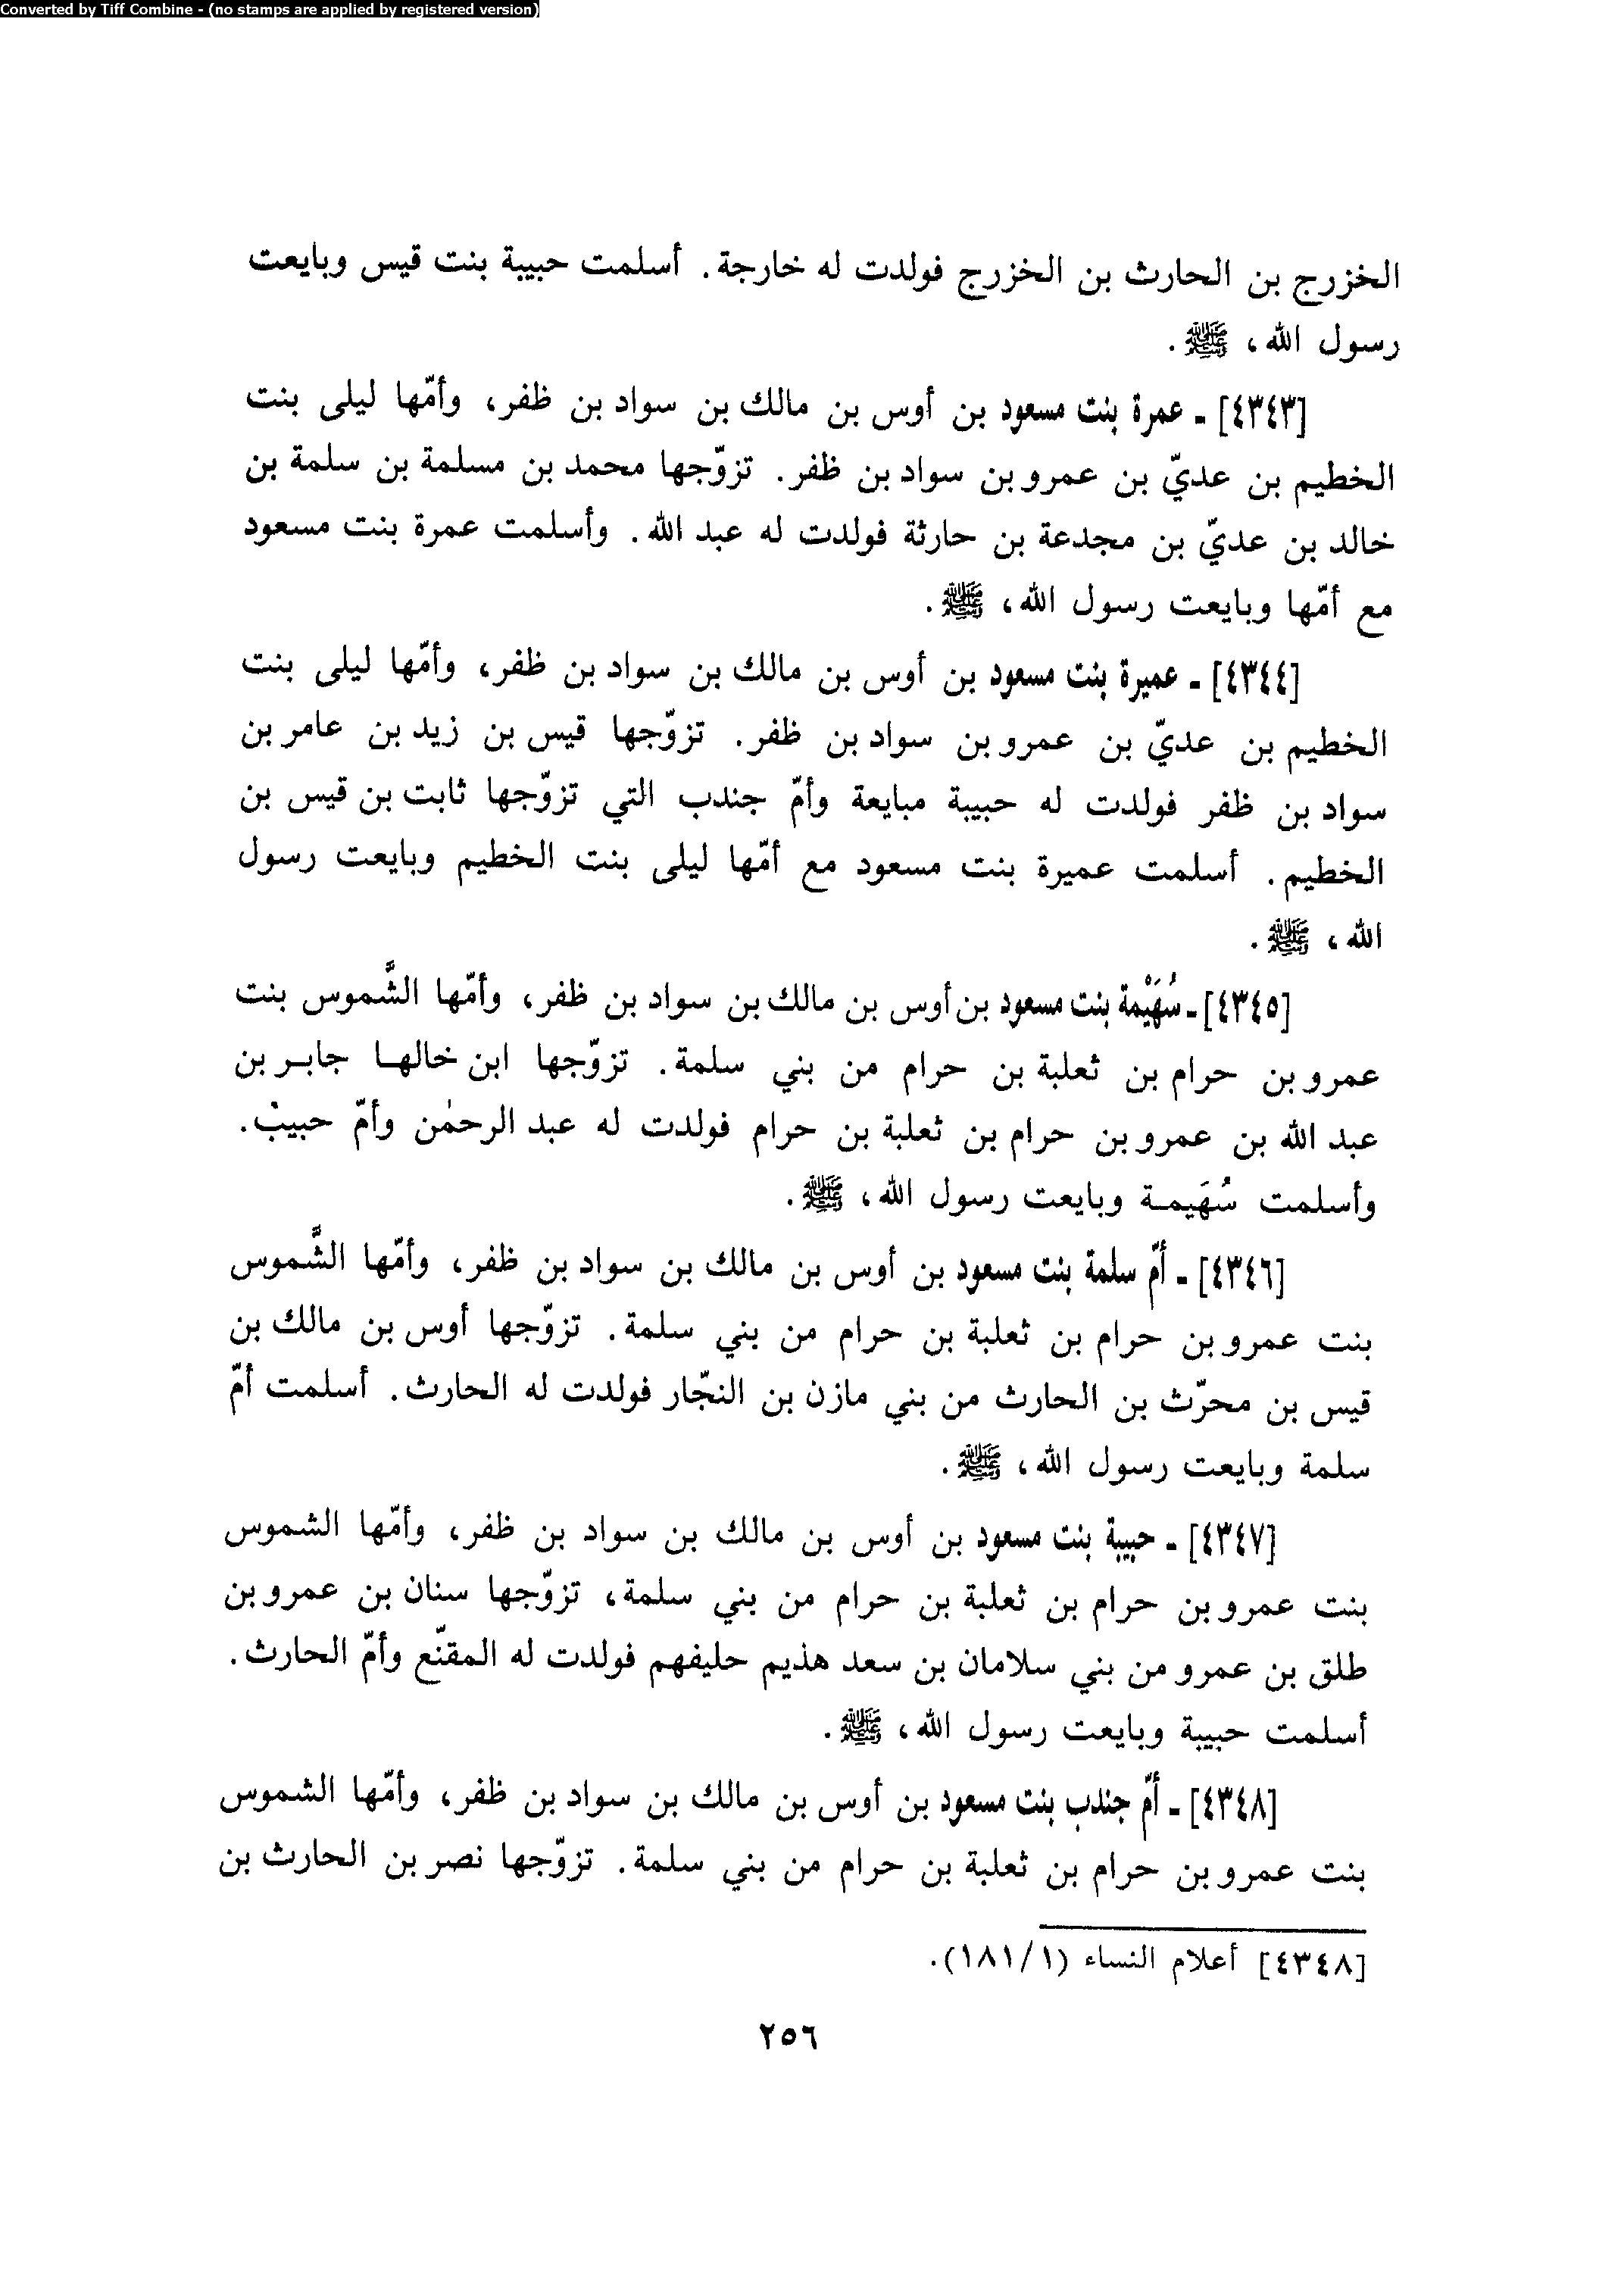 Converted by Tiff Combine - (no stamps are applied by registered version)
الخزرج بن الحارث بن الخزرج فولدت له خارجة. أسلمت حبيبة بنت قيس وبايعت
رسول الله، ﷺ.
[٤٣٤٣] ـ عمرة بنت مسعود بن أوس بن مالك بن سواد بن ظفر، وأمّها ليلى بنت
الخطيم بن عديّ بن عمرو بن سواد بن ظفر. تزوّجها محمد بن مسلمة بن سلمة بن
خالد بن عديّ بن مجدعة بن حارثة فولدت له عبد الله. وأسلمت عمرة بنت مسعود
مع أمّها وبايعت رسول الله، ﷺ.
[٤٣٤٤] ـ عميرة بنت مسعود بن أوس بن مالك بن سواد بن ظفر، وأمّها ليلى بنت
الخطيم بن عديّ بن عمرو بن سواد بن ظفر. تزوّجها قيس بن زيد بن عامر بن
سواد بن ظفر فولدت له حبيبة مبايعة وأمّ جندب التي تزوّجها ثابت بن قيس بن
الخطيم. أسلمت عميرة بنت مسعود مع أمّها ليلى بنت الخطيم وبايعت رسول
الله، ﷺ.
[٤٣٤٥] ـ سُهَيْمة بنت مسعود بن أوس بن مالك بن سواد بن ظفر، وأمّها الشَّموس بنت
عمرو بن حرام بن ثعلبة بن حرام من بني سلمة. تزوّجها ابن خالهـا جابـر بن
عبد الله بن عمرو بن حرام بن ثعلبة بن حرام فولدت له عبد الرحمٰن وأمّ حبيب.
وأسلمت سُهَيمـة وبايعت رسول الله، ﷺ.
[٤٣٤٦] ـ أمّ سلمة بنت مسعود بن أوس بن مالك بن سواد بن ظفر، وأمّها الشَّموس
بنت عمرو بن حرام بن ثعلبة بن حرام من بني سلمة. تزوّجها أوس بن مالك بن
قيس بن محرّث بن الحارث من بني مازن بن النجّار فولدت له الحارث. أسلمت أمّ
سلمة وبايعت رسول الله، ﷺ.
[٤٣٤٧] ـ حبيبة بنت مسعود بن أوس بن مالك بن سواد بن ظفر، وأمّها الشموس
بنت عمرو بن حرام بن ثعلبة بن حرام من بني سلمة، تزوّجها سنان بن عمرو بن
طلق بن عمرو من بني سلامان بن سعد هذيم حليفهم فولدت له المقنّع وأمّ الحارث.
أسلمت حبيبة وبايعت رسول الله، ﷺ.
[٤٣٤٨] ـ أمّ جندب بنت مسعود بن أوس بن مالك بن سواد بن ظفر، وأمّها الشموس
بنت عمرو بن حرام بن ثعلبة بن حرام من بني سلمة. تزوّجها نصر بن الحارث بن
[٤٣٤٨] أعلام النساء (١/١٨١).
٢٥٦